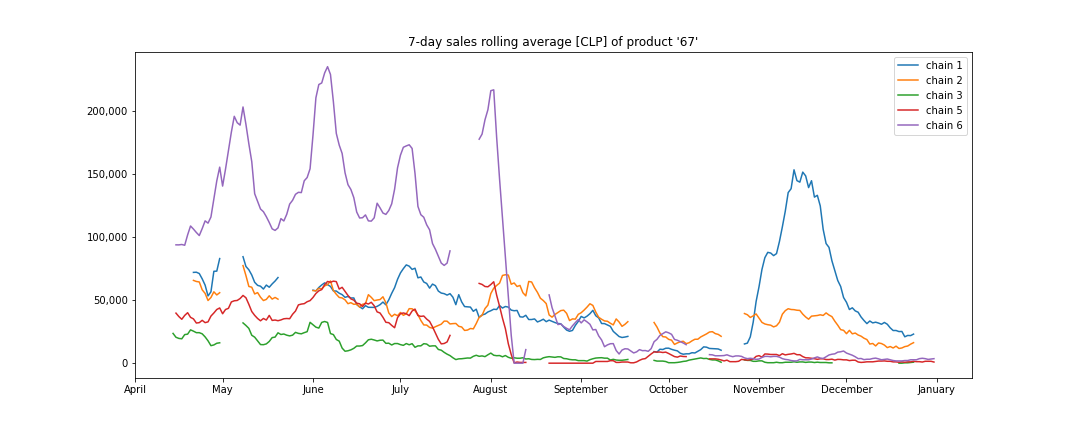 7-day sales rolling average [CLP] of product '67'
chain 1
chain 2
chain 3
chain 5
chain 6
200,000
150,000
100,000
50,000
0
April May June July August September October November December January